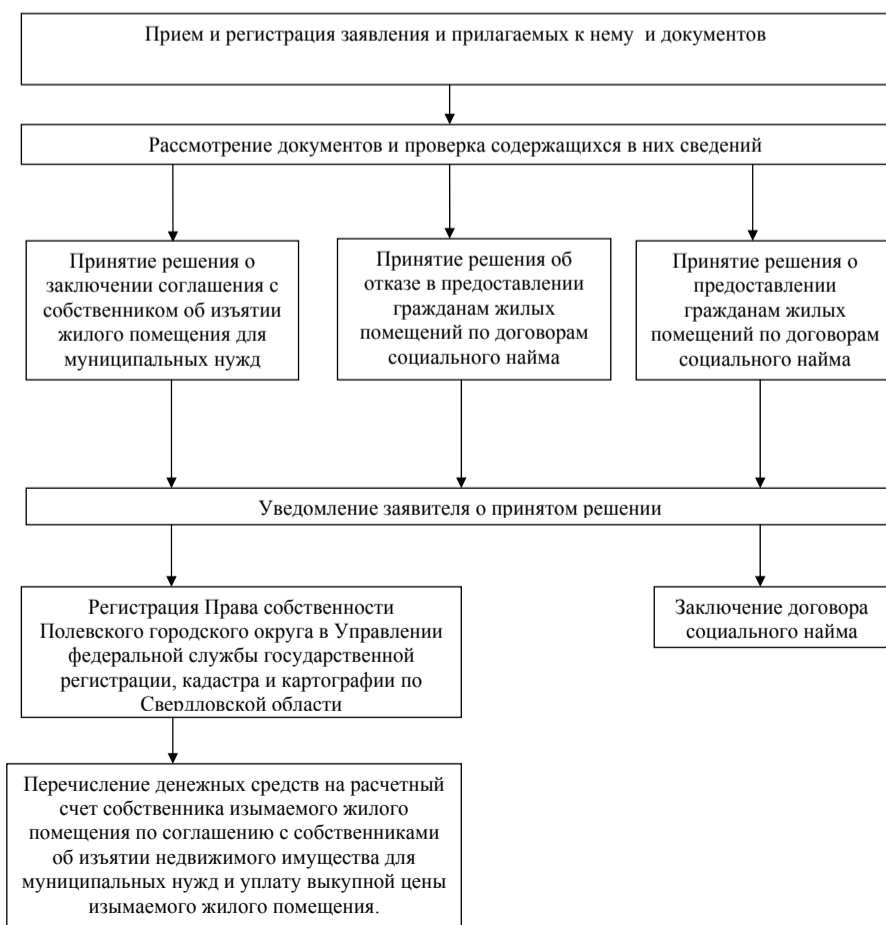 Прием и регистрация заявления и прилагаемых к нему и документов
Рассмотрение документов и проверка содержащихся в них сведений
Принятие решения о
заключении соглашения с
собственником об изъятии
жилого помещения для
муниципальных нужд
Принятие решения об
отказе в предоставлении
гражданам жилых
помещений по договорам
социального найма
Принятие решения о
предоставлении
гражданам жилых
помещений по договорам
социального найма
Уведомление заявителя о принятом решении
Регистрация Права собственности
Полевского городского округа в Управлении
федеральной службы государственной
регистрации, кадастра и картографии по
Свердловской области
Заключение договора
социального найма
Перечисление денежных средств на расчетный
счет собственника изымаемого жилого
помещения по соглашению с собственниками
об изъятии недвижимого имущества для
муниципальных нужд и уплату выкупной цены
изымаемого жилого помещения.